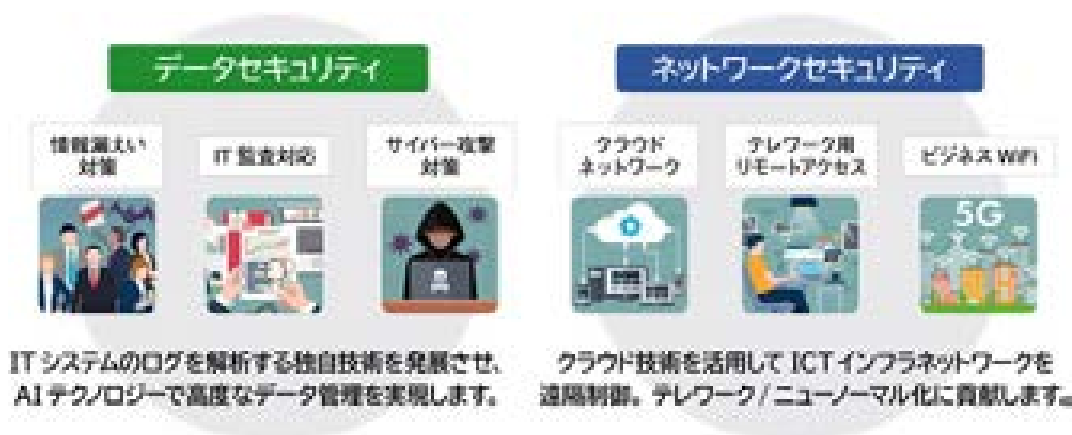 データセキュリティ
情報漏えい
対策
IT 監査対応
サイバー攻撃
対策
ITシステムのログを解析する独自技術を発展させ、
AIテクノロジーで高度なデータ管理を実現します。
ネットワークセキュリティ
クラウド
ネットワーク
テレワーク用
リモートアクセス
ビジネス WiFi
5G
クラウド技術を活用して ICT インフラネットワークを
遠隔制御。テレワーク/ニューノーマル化に貢献します。